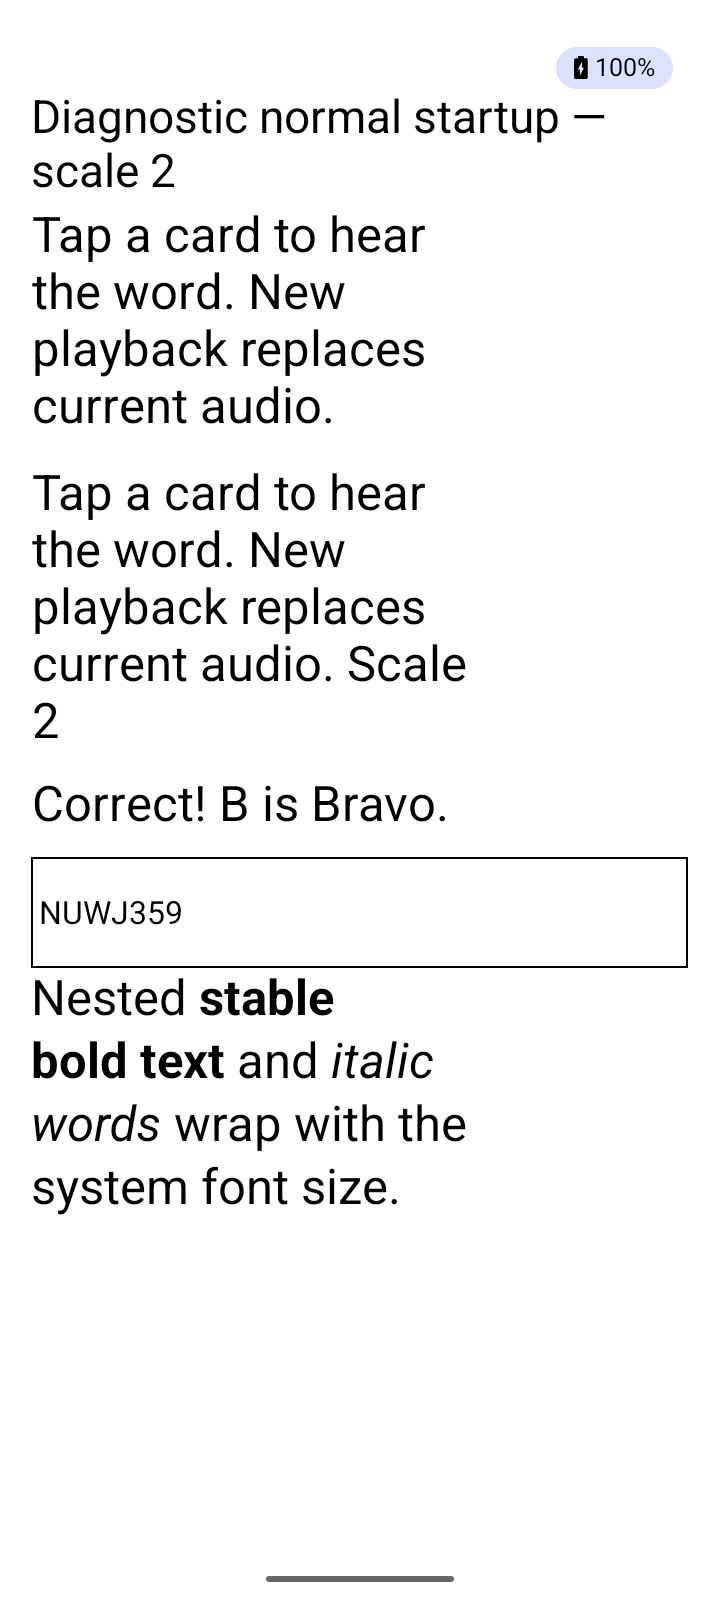 100%
Diagnostic normal startup —
scale 2
Tap a card to hear
the word. New
playback replaces
current audio.
Tap a card to hear
the word. New
playback replaces
current audio. Scale
2
Correct! B is Bravo.
NUWJ359
Nested stable
bold text and italic
words wrap with the
system font size.